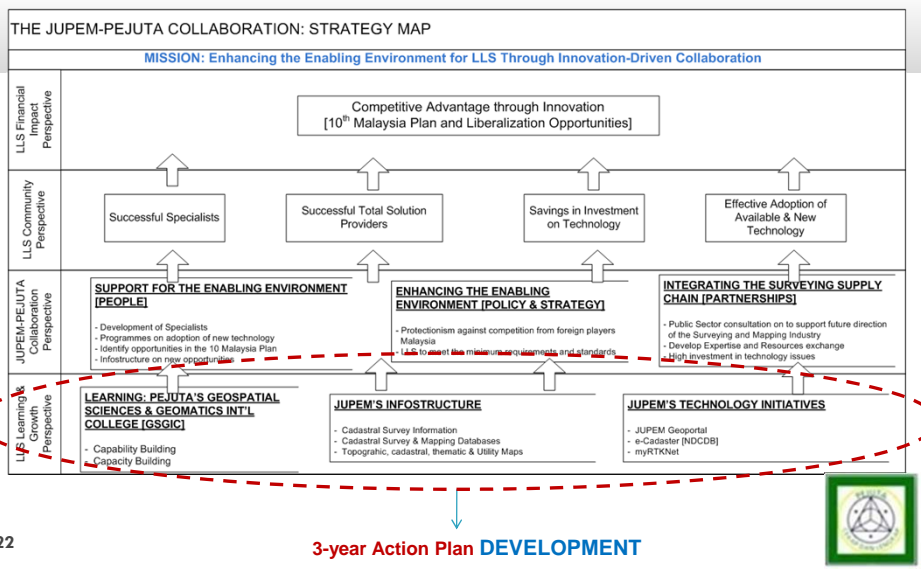 THE JUPEM-PEJUTA COLLABORATION: STRATEGY MAP
MISSION: Enhancing the Enabling Environment for LLS Through Innovation-Driven Collaboration
LLS Financial
Impact
Perspective
Competitive Advantage through Innovation
[10th Malaysia Plan and Liberalization Opportunities]
LLS Community
Perspective
Successful Specialists
Successful Total Solution
Providers
Savings in Investment
on Technology
Effective Adoption of
Available & New
Technology
JUPEM-PEJUTA
Collaboration
Perspective
SUPPORT FOR THE ENABLING ENVIRONMENT
[PEOPLE]
- Development of Specialists
- Programmes on adoption of new technology
- Identify opportunities in the 10 Malaysia Plan
- Infostructure on new opportunities
ENHANCING THE ENABLING
ENVIRONMENT [POLICY & STRATEGY]
- Protectionism against competition from foreign players
Malaysia
- LLS to meet the minimum requirements and standards
INTEGRATING THE SURVEYING SUPPLY
CHAIN [PARTNERSHIPS]
- Public Sector consultation on to support future direction
of the Surveying and Mapping Industry
- Develop Expertise and Resources exchange
- High investment in technology issues
LLS Learning &
Growth
Perspective
LEARNING: PEJUTA'S GEOSPATIAL
SCIENCES & GEOMATICS INT'L
COLLEGE [GSGIC]
- Capability Building
- Capacity Building
JUPEM'S INFOSTRUCTURE
- Cadastral Survey Information
- Cadastral Survey & Mapping Databases
- Topograhic, cadastral, thematic & Utility Maps
JUPEM'S TECHNOLOGY INITIATIVES
- JUPEM Geoportal
- e-Cadaster [NDCDB]
- myRTKNet
22
3-year Action Plan DEVELOPMENT
PEJUTA